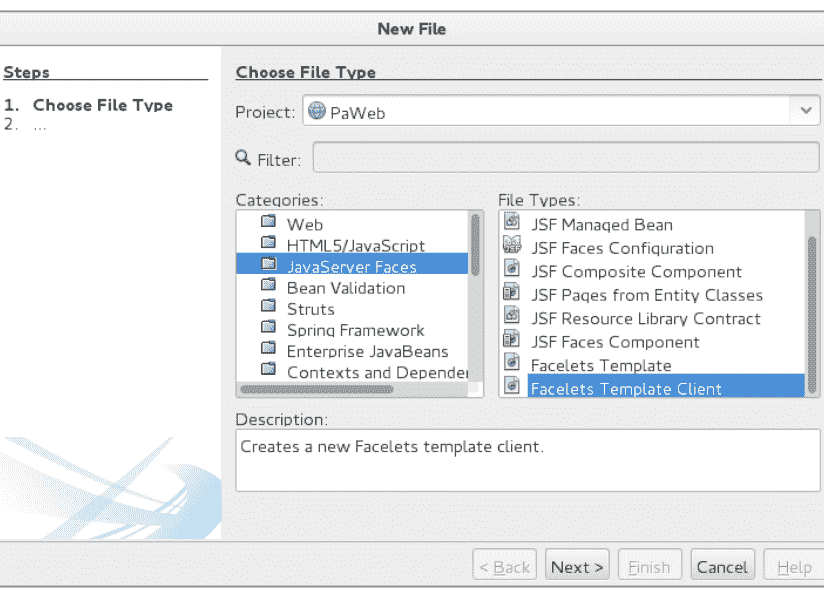 New File
Steps
1. Choose File Type
2. ...
Choose File Type
Project: PaWeb
Filter:
Categories:
Web
HTML5/JavaScript
JavaServer Faces
Bean Validation
Struts
Spring Framework
Enterprise JavaBeans
Contexts and Depender
File Types:
JSF Managed Bean
JSF Faces Configuration
JSF Composite Component
JSF Pages from Entity Classes
JSF Resource Library Contract
JSF Faces Component
Facelets Template
Facelets Template Client
Description:
Creates a new Facelets template client.
< Back Next > Finish Cancel Help